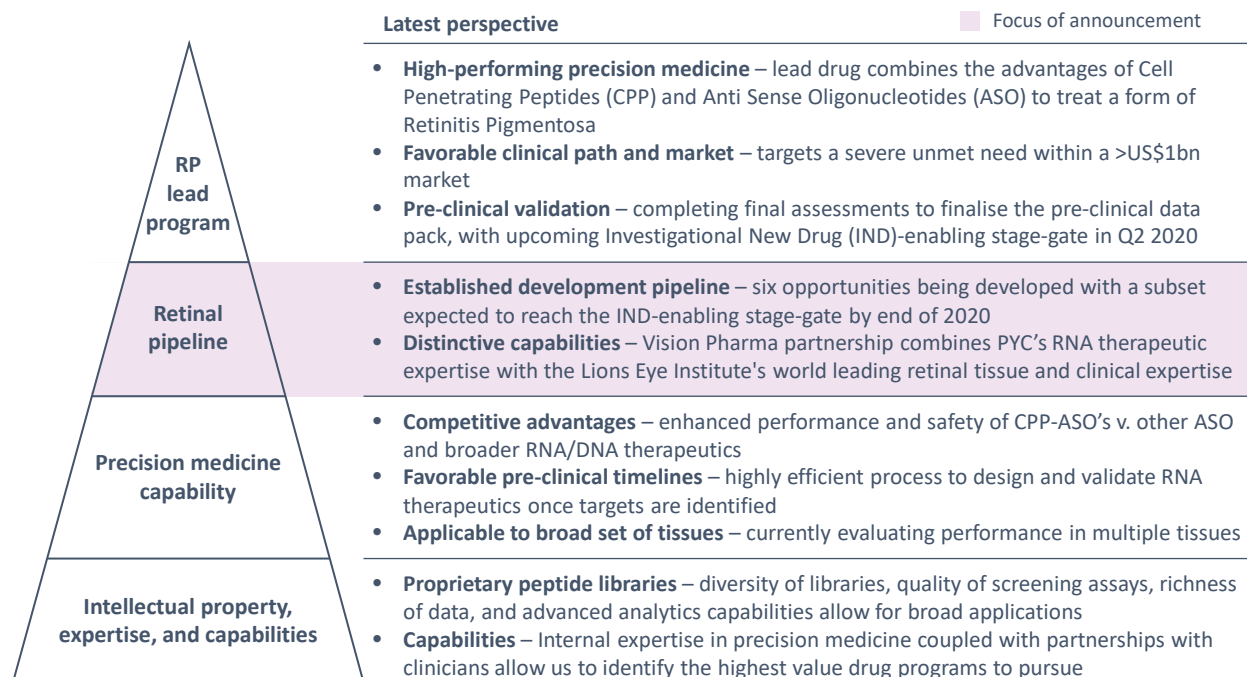 Latest perspective
Focus of announcement
RP
lead
program
• High-performing precision medicine – lead drug combines the advantages of Cell
Penetrating Peptides (CPP) and Anti Sense Oligonucleotides (ASO) to treat a form of
Retinitis Pigmentosa
• Favorable clinical path and market – targets a severe unmet need within a >US$1bn
market
• Pre-clinical validation – completing final assessments to finalise the pre-clinical data
pack, with upcoming Investigational New Drug (IND)-enabling stage-gate in Q2 2020
Retinal
pipeline
• Established development pipeline – six opportunities being developed with a subset
expected to reach the IND-enabling stage-gate by end of 2020
• Distinctive capabilities – Vision Pharma partnership combines PYC’s RNA therapeutic
expertise with the Lions Eye Institute's world leading retinal tissue and clinical expertise
Precision medicine
capability
• Competitive advantages – enhanced performance and safety of CPP-ASO’s v. other ASO
and broader RNA/DNA therapeutics
• Favorable pre-clinical timelines – highly efficient process to design and validate RNA
therapeutics once targets are identified
• Applicable to broad set of tissues – currently evaluating performance in multiple tissues
Intellectual property,
expertise, and capabilities
• Proprietary peptide libraries – diversity of libraries, quality of screening assays, richness
of data, and advanced analytics capabilities allow for broad applications
• Capabilities – Internal expertise in precision medicine coupled with partnerships with
clinicians allow us to identify the highest value drug programs to pursue